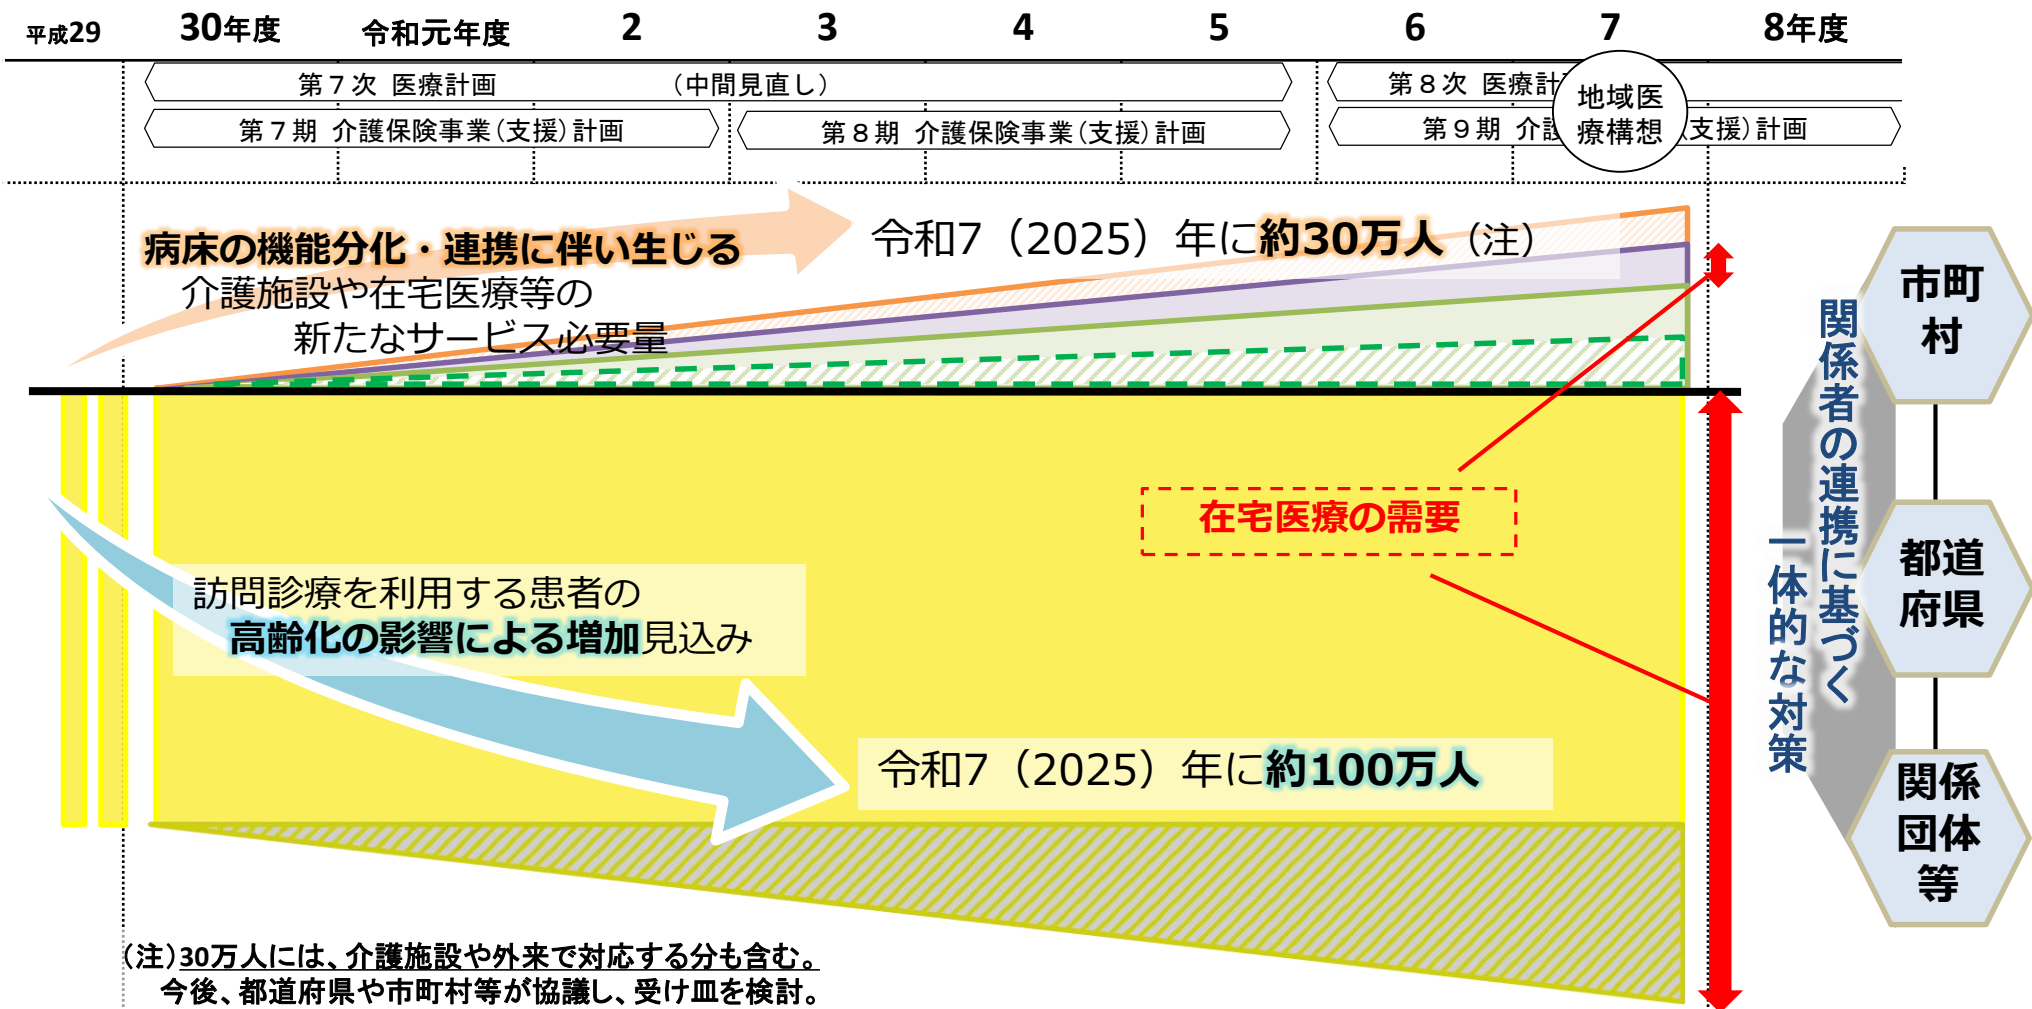 平成29 30年度 令和元年度 2 3 4 5 6 7 8年度
第7次 医療計画 (中間見直し)
第8次 医療計
第7期 介護保険事業(支援)計画
第8期 介護保険事業(支援)計画
第9期 介護
支援)計画
地域医
療構想
病床の機能分化・連携に伴い生じる
介護施設や在宅医療等の
新たなサービス必要量
令和7(2025)年に約30万人(注)
在宅医療の需要
訪問診療を利用する患者の
高齢化の影響による増加見込み
令和7(2025)年に約100万人
関係者の連携に基づく
一体的な対策
市町
村
都道
府県
関係
団体
等
(注)30万人には、介護施設や外来で対応する分も含む。
今後、都道府県や市町村等が協議し、受け皿を検討。